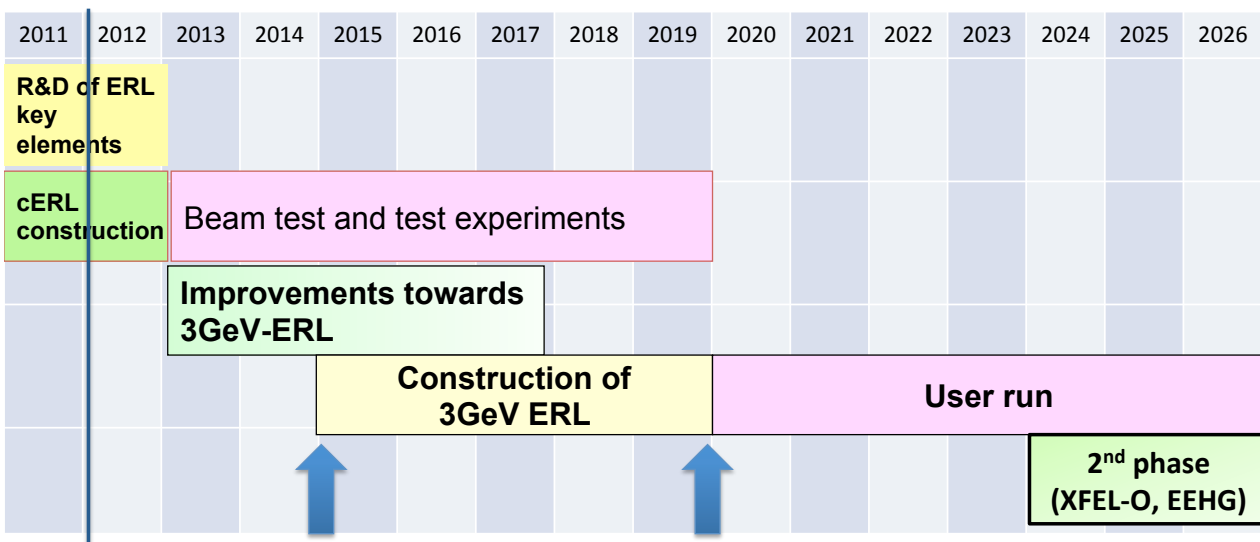 2011 2012 2013 2014 2015 2016 2017 2018 2019 2020 2021 2022 2023 2024 2025 2026
R&D of ERL
key
elements
cERL
construction
Beam test and test experiments
Improvements towards
3GeV-ERL
Construction of
3GeV ERL
User run
2nd phase
(XFEL-O, EEHG)